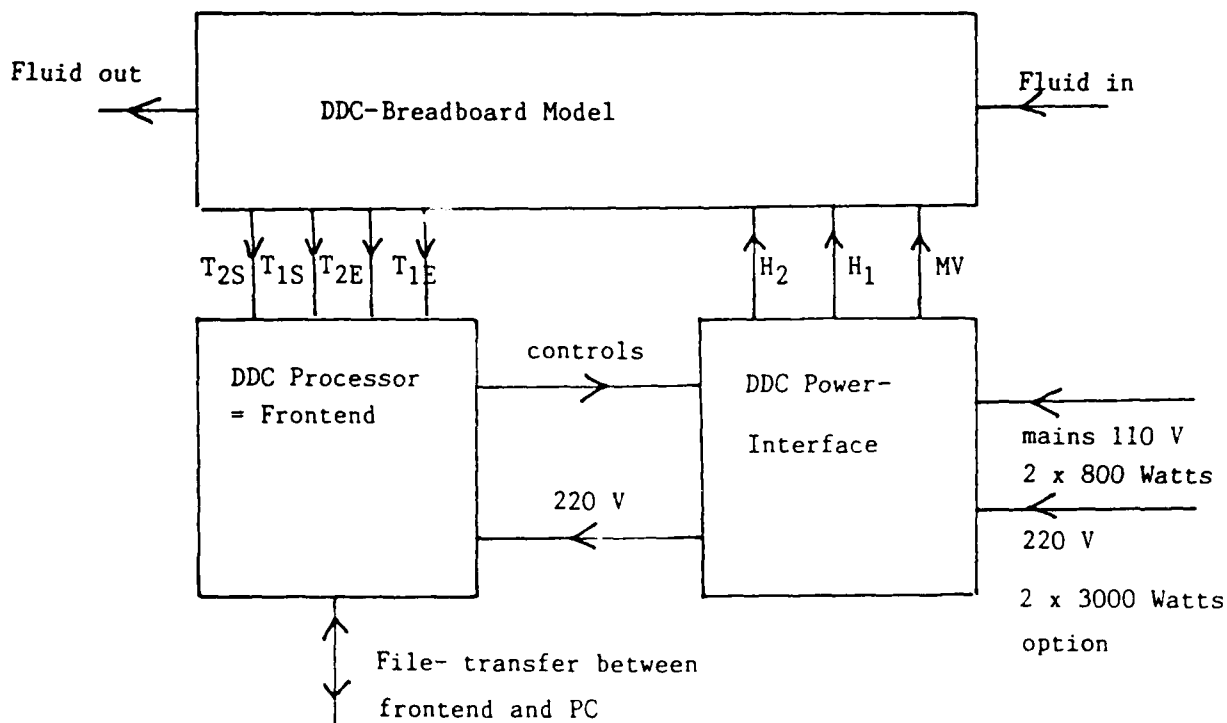 Fluid out
DDC-Breadboard Model
Fluid in
T2S T1S T2E T1E
H2 H1 MV
DDC Processor
= Frontend
controls
220 V
DDC Power-
Interface
mains 110 V
2 x 800 Watts
220 V
2 x 3000 Watts
option
File- transfer between
frontend and PC